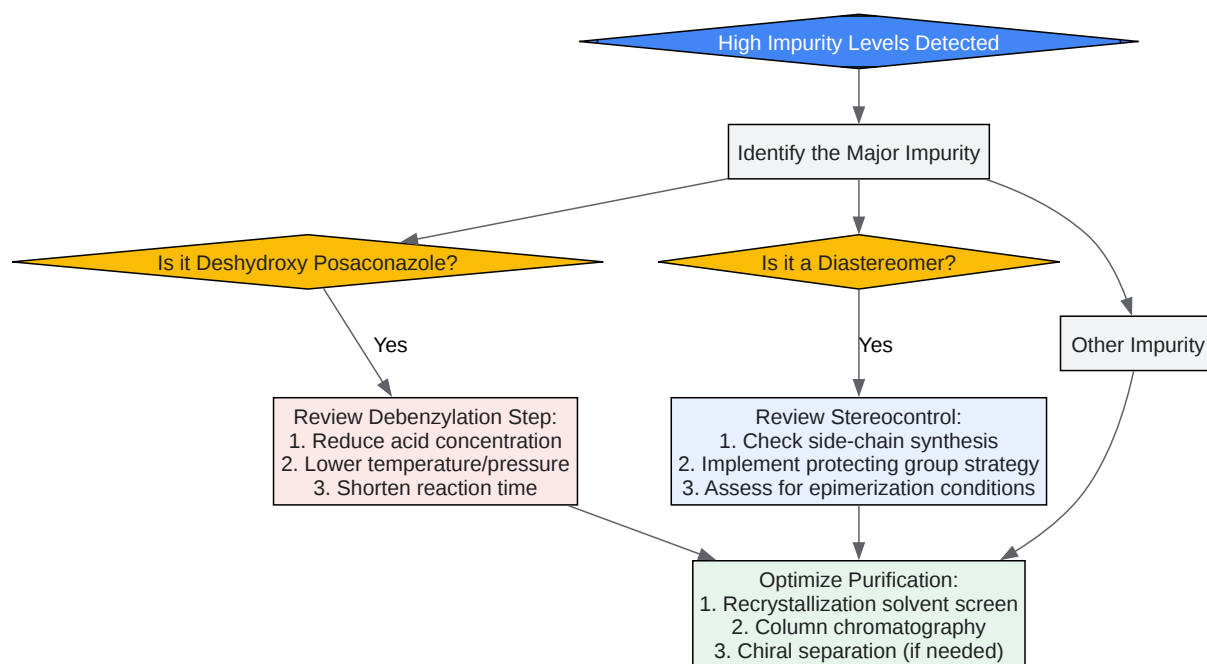 High Impurity Levels Detected
Identify the Major Impurity
Is it Deshydroxy Posaconazole?
Is it a Diastereomer?
Yes
Yes
Other Impurity
Review Debenzylation Step:
1. Reduce acid concentration
2. Lower temperature/pressure
3. Shorten reaction time
Review Stereocontrol:
1. Check side-chain synthesis
2. Implement protecting group strategy
3. Assess for epimerization conditions
Optimize Purification:
1. Recrystallization solvent screen
2. Column chromatography
3. Chiral separation (if needed)